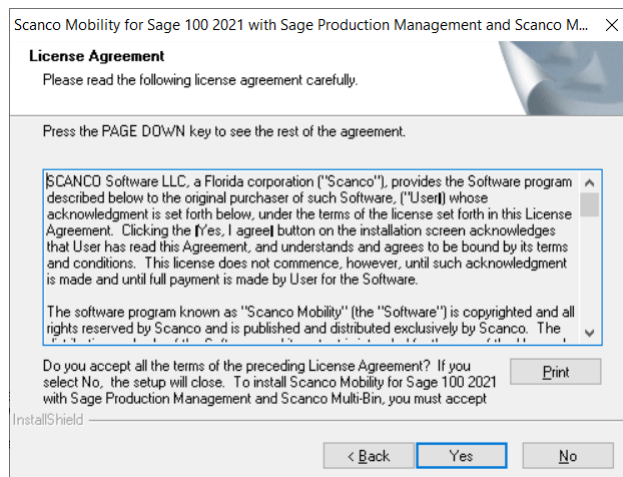 Scanco Mobility for Sage 100 2021 with Sage Production Management and Scanco M...
License Agreement
Please read the following license agreement carefully.
Press the PAGE DOWN key to see the rest of the agreement.
SCANCO Software LLC, a Florida corporation ("Scanco"), provides the Software program
described below to the original purchaser of such Software, ("User") whose
acknowledgment is set forth below, under the terms of the license set forth in this License
Agreement. Clicking the "Yes, I agree" button on the installation screen acknowledges
that User has read this Agreement, and understands and agrees to be bound by its terms
and conditions. This license does not commence, however, until such acknowledgment
is made and until full payment is made by User for the Software.
The software program known as "Scanco Mobility" (the "Software") is copyrighted and all
rights reserved by Scanco and is published and distributed exclusively by Scanco. The
Do you accept all the terms of the preceding License Agreement? If you
select No, the setup will close. To install Scanco Mobility for Sage 100 2021
with Sage Production Management and Scanco Multi-Bin, you must accept
Print
InstallShield
< Back
Yes
No